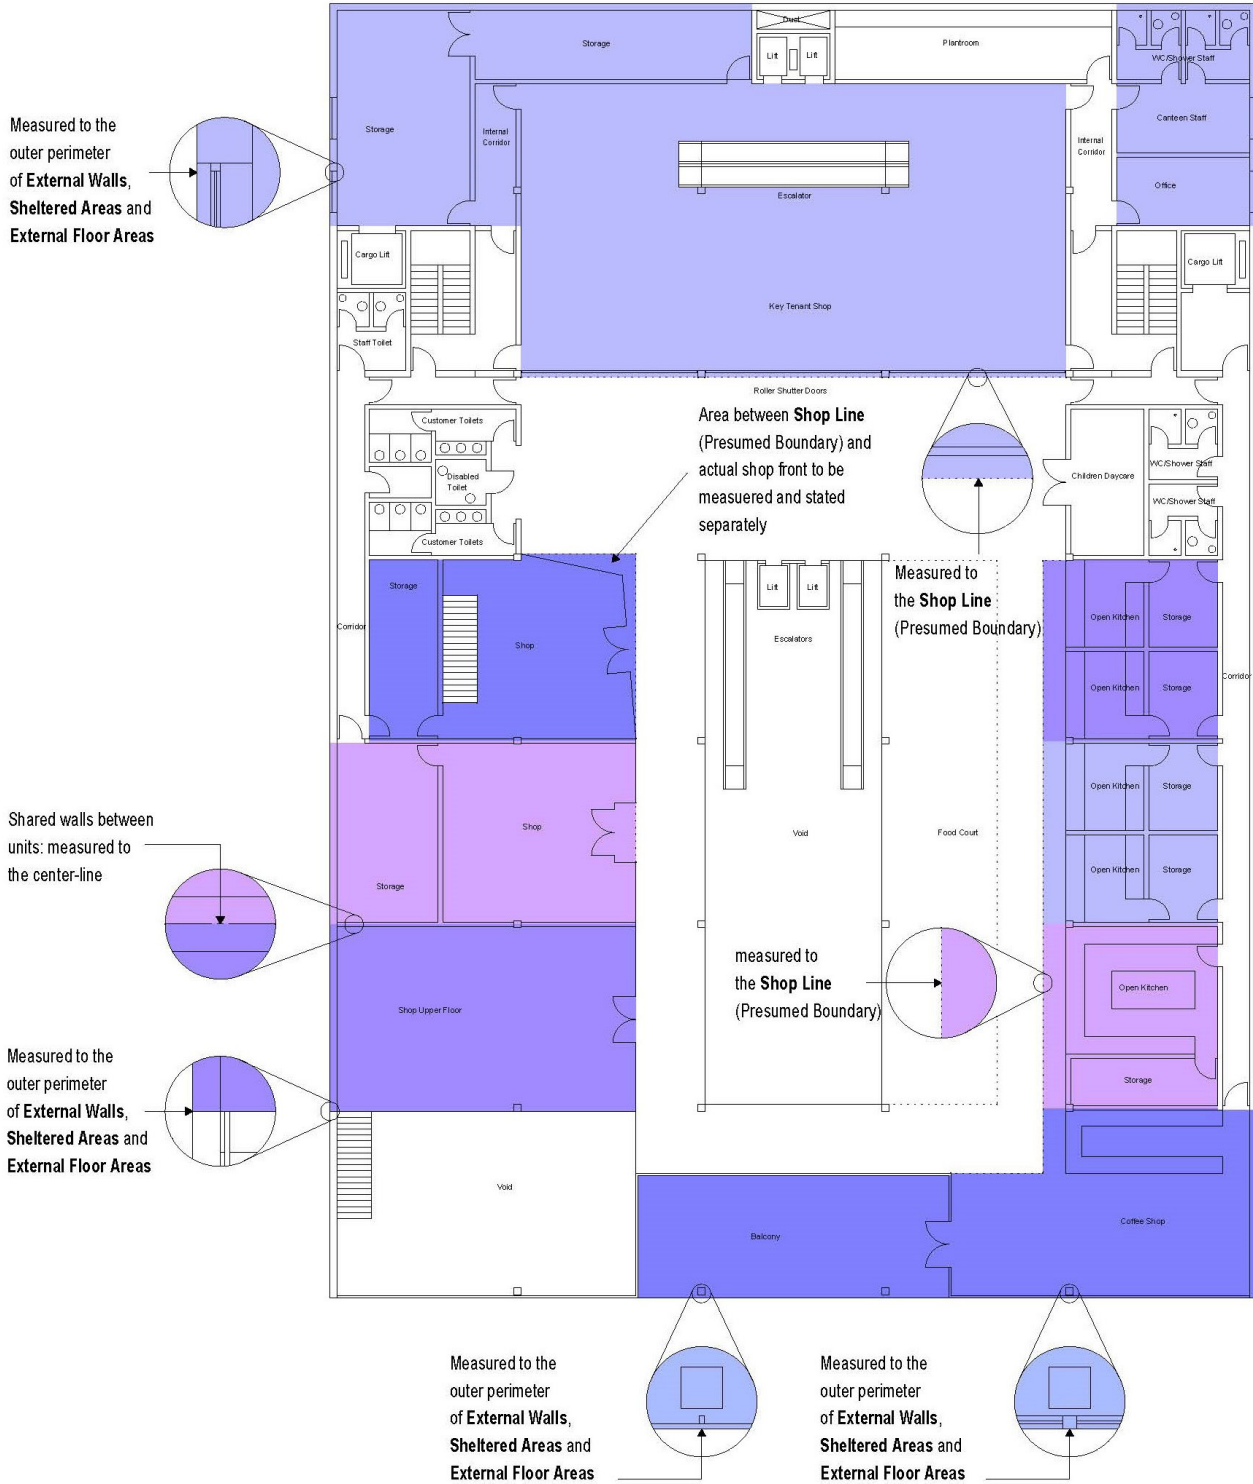 Duct
Storage
Lift
Lift
Plantroom
WC/Shower Staff
Measured to the
outer perimeter
of External Walls,
Sheltered Areas and
External Floor Areas
Storage
Internal
Corridor
Internal
Corridor
Canteen Staff
Office
Escalator
Cargo Lift
Cargo Lift
Key Tenant Shop
Staff Toilet
Roller Shutter Doors
Customer Toilets
Area between Shop Line
(Presumed Boundary) and
actual shop front to be
measuered and stated
separately
Disabled
Toilet
Customer Toilets
Children Daycare
WC/Shower Staff
WC/Shower Staff
Measured to
the Shop Line
(Presumed Boundary)
Storage
Corridor
Shop
Lift
Lift
Escalators
Open Kitchen
Storage
Open Kitchen
Storage
Corridor
Open Kitchen
Storage
Open Kitchen
Storage
Shared walls between
units: measured to
the center-line
Shop
Storage
Void
Food Court
measured to
the Shop Line
(Presumed Boundary)
Open Kitchen
Storage
Shop Upper Floor
Measured to the
outer perimeter
of External Walls,
Sheltered Areas and
External Floor Areas
Void
Balcony
Coffee Shop
Measured to the
outer perimeter
of External Walls,
Sheltered Areas and
External Floor Areas
Measured to the
outer perimeter
of External Walls,
Sheltered Areas and
External Floor Areas